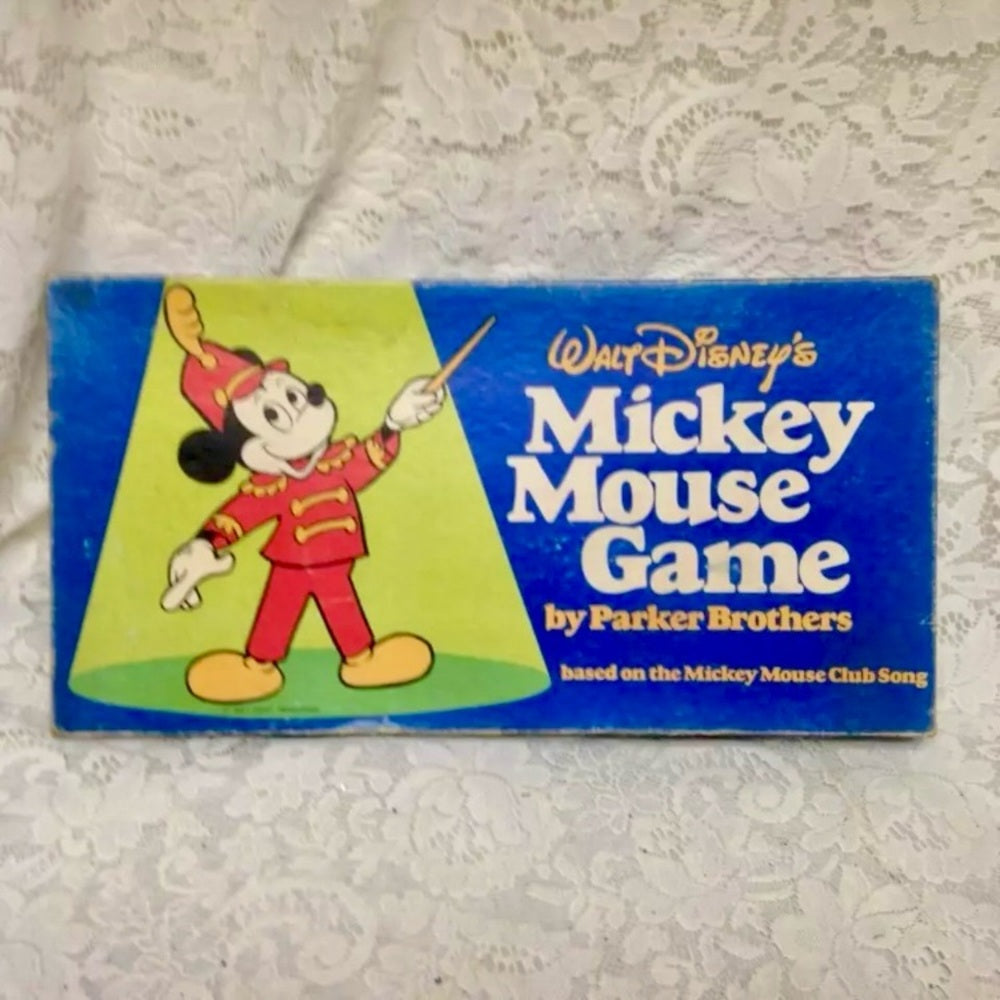 Walt Disney's
Mickey
Mouse
Game
by Parker Brothers
based on the Mickey Mouse Club Song